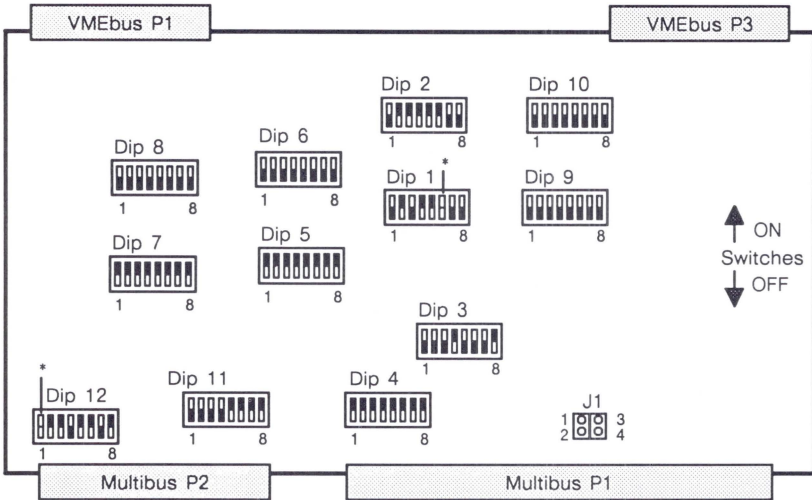 VMEbus P1
VMEbus P3
Dip 2
Dip 10
1 8
1 8
Dip 8
Dip 6
*
Dip 1
Dip 9
1 8
1 8
1 8
1 8
ON
Switches
OFF
Dip 7
Dip 5
1 8
1 8
Dip 3
1 8
*
Dip 12
Dip 11
Dip 4
J1
1 3
2 4
1 8
1 8
1 8
Multibus P2
Multibus P1